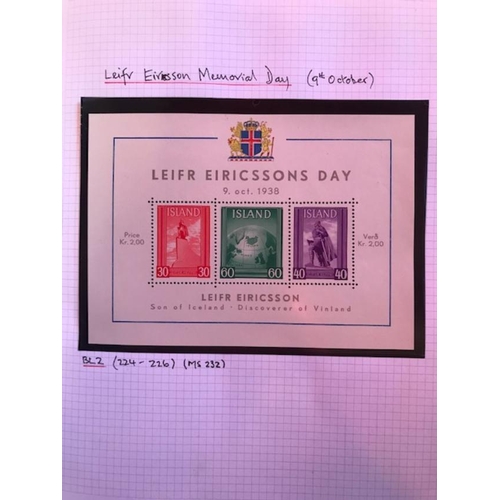 Leifr Eiricsson Memorial Day (9th October)
LEIFR EIRICSSONS DAY
9. oct. 1938
Price
Kr. 2,00
ISLAND
30 30
ISLAND
60 60
ISLAND
40 40
Verð
Kr. 2,00
LEIFR EIRICSSON
Son of Iceland · Discoverer of Vinland
BL2 (224-226) (MS 232)